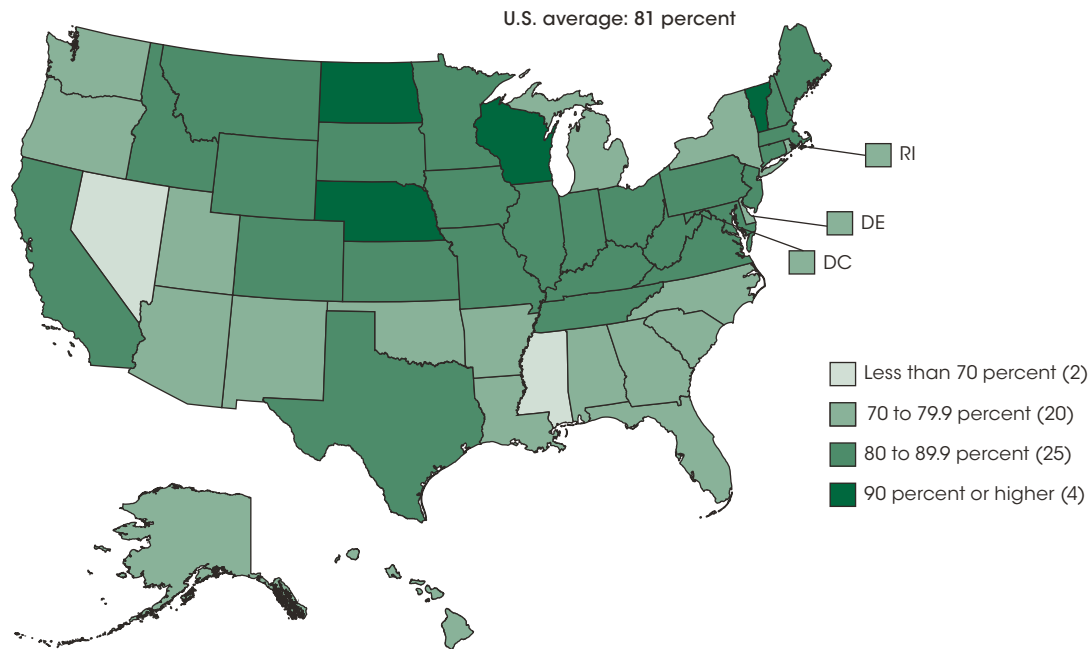 U.S. average: 81 percent
RI
DE
DC
Less than 70 percent (2)
70 to 79.9 percent (20)
80 to 89.9 percent (25)
90 percent or higher (4)